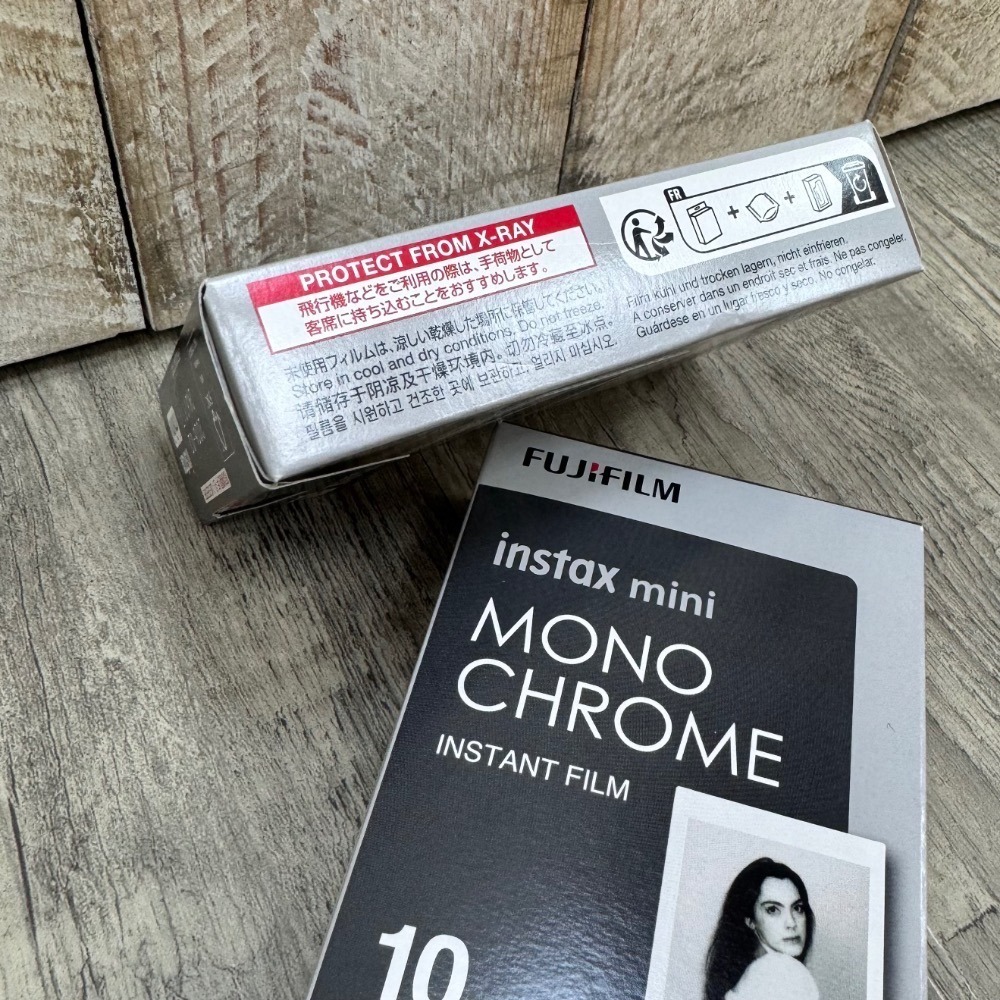 PROTECT FROM X-RAY
飛行機などをご利用の際は、手荷物として
客席に持ち込むことをおすすめします。
未使用フィルムは、涼しい乾燥した場所に保管してください。
Store in cool and dry conditions. Do not freeze.
请储存于阴凉及干燥环境内。切勿冷藏至冰点。
필름을 시원하고 건조한 곳에 보관하고, 얼리지 마십시오.
FR
+ +
Film kühl und trocken lagern, nicht einfrieren.
A conserver dans un endroit sec et frais. Ne pas congeler.
Guárdese en un lugar fresco y seco. No congelar.
FUJIFILM
instax mini
MONO
CHROME
INSTANT FILM
10